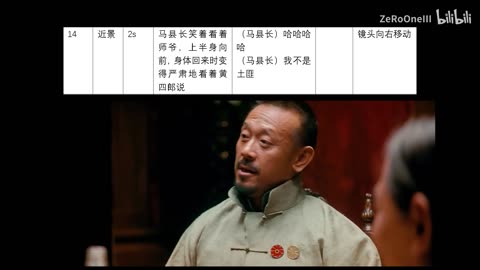 ZeRoOneIII bilibili
14 近景 2s 马县长笑着看着 （马县长）哈哈哈 镜头向右移动
师爷，上半身向 哈
前，身体回来时变 （马县长）我不是
得严肃地看着黄 土匪
四郎说